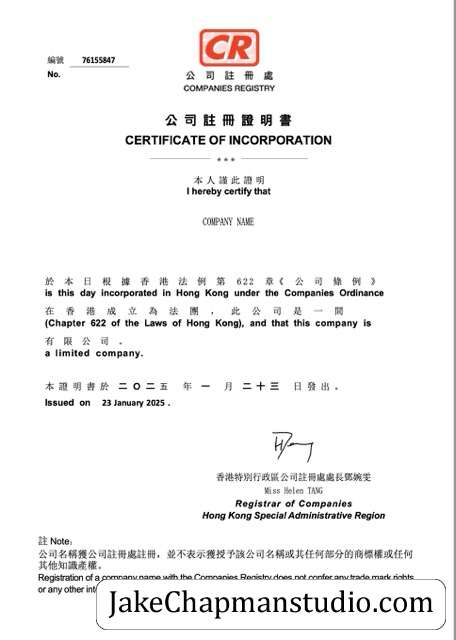 編號 76155847
No.
CR
公司註冊處
COMPANIES REGISTRY
公司註冊證明書
CERTIFICATE OF INCORPORATION
本人謹此證明
I hereby certify that
COMPANY NAME
於本日根據香港法例第622章《公司條例》
is this day incorporated in Hong Kong under the Companies Ordinance
在香港成立為法團，此公司是一間
(Chapter 622 of the Laws of Hong Kong), and that this company is
有限公司。
a limited company.
本證明書於二〇二五年一月二十三日發出。
Issued on 23 January 2025.
香港特別行政區公司註冊處處長鄧婉雯
Miss Helen TANG
Registrar of Companies
Hong Kong Special Administrative Region
註 Note:
公司名稱獲公司註冊處註冊，並不表示獲授予該公司名稱或其任何部分的商標權或任何
其他知識產權。
Registration of a company name with the Companies Registry does not confer any trade mark rights
or any other
JakeChapmanstudio.com